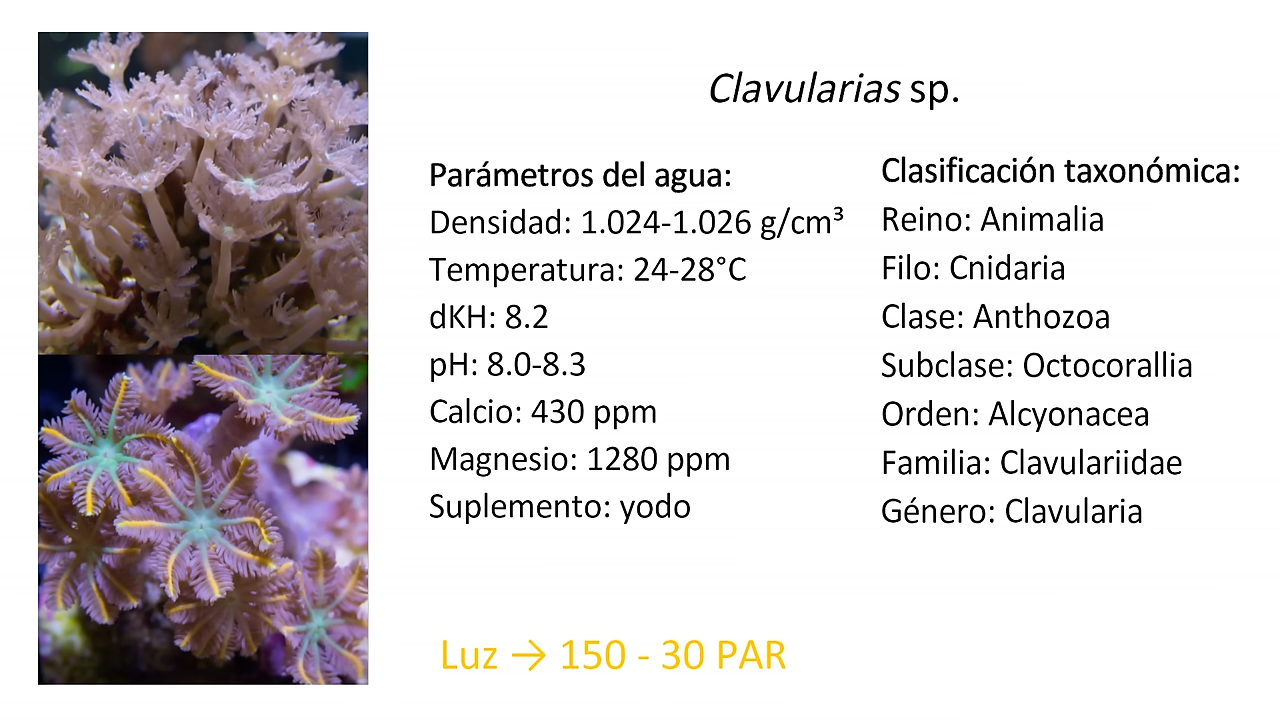 Clavularias sp.
Parámetros del agua:
Densidad: 1.024-1.026 g/cm³
Temperatura: 24-28°C
dKH: 8.2
pH: 8.0-8.3
Calcio: 430 ppm
Magnesio: 1280 ppm
Suplemento: yodo
Clasificación taxonómica:
Reino: Animalia
Filo: Cnidaria
Clase: Anthozoa
Subclase: Octocorallia
Orden: Alcyonacea
Familia: Clavulariidae
Género: Clavularia
Luz → 150 - 30 PAR